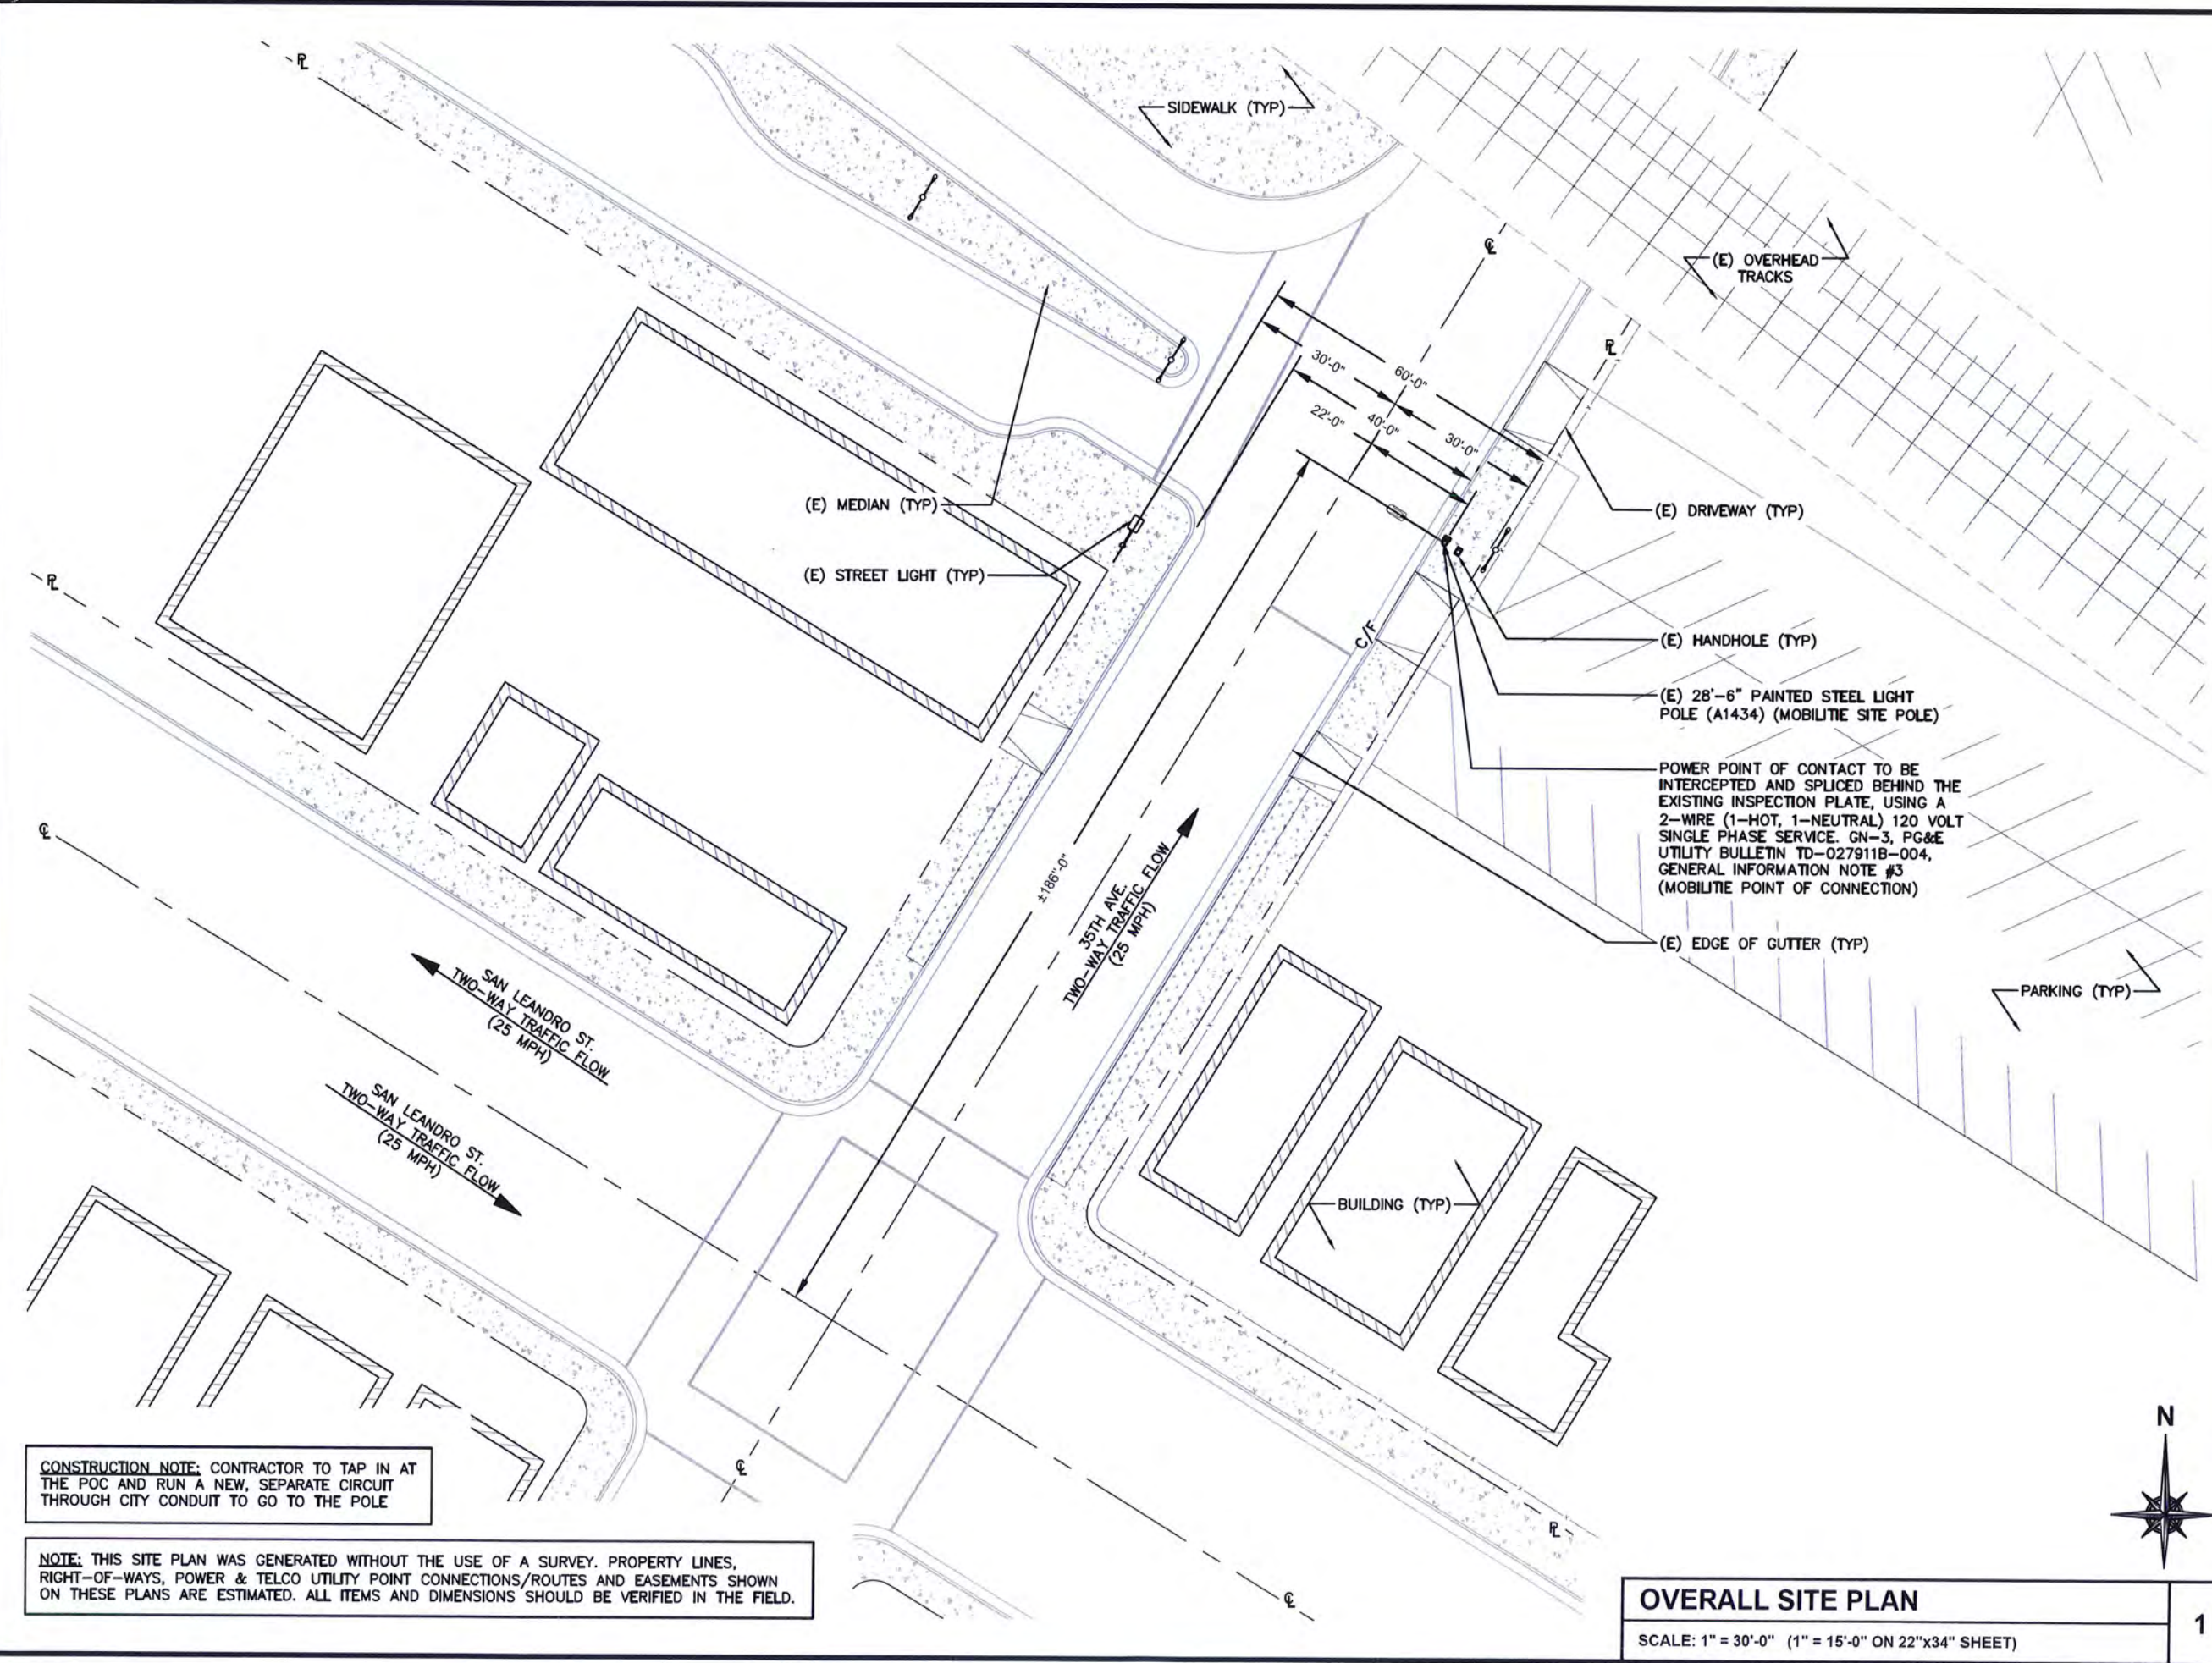 ℄
SIDEWALK (TYP)
℄
(E) OVERHEAD
TRACKS
℄
30'-0"
60'-0"
22'-0"
40'-0"
30'-0"
(E) MEDIAN (TYP)
(E) DRIVEWAY (TYP)
(E) STREET LIGHT (TYP)
℄
C/F
(E) HANDHOLE (TYP)
(E) 28'-6" PAINTED STEEL LIGHT
POLE (A1434) (MOBILITIE SITE POLE)
POWER POINT OF CONTACT TO BE
INTERCEPTED AND SPLICED BEHIND THE
EXISTING INSPECTION PLATE, USING A
2-WIRE (1-HOT, 1-NEUTRAL) 120 VOLT
SINGLE PHASE SERVICE. GN-3, PG&E
UTILITY BULLETIN TD-027911B-004,
GENERAL INFORMATION NOTE #3
(MOBILITIE POINT OF CONNECTION)
℄
±186"-0"
35TH AVE.
TWO-WAY TRAFFIC FLOW
(25 MPH)
(E) EDGE OF GUTTER (TYP)
PARKING (TYP)
SAN LEANDRO ST.
TWO-WAY TRAFFIC FLOW
(25 MPH)
SAN LEANDRO ST.
TWO-WAY TRAFFIC FLOW
(25 MPH)
BUILDING (TYP)
N
℄
CONSTRUCTION NOTE: CONTRACTOR TO TAP IN AT
THE POC AND RUN A NEW, SEPARATE CIRCUIT
THROUGH CITY CONDUIT TO GO TO THE POLE
℄
NOTE: THIS SITE PLAN WAS GENERATED WITHOUT THE USE OF A SURVEY. PROPERTY LINES,
RIGHT-OF-WAYS, POWER & TELCO UTILITY POINT CONNECTIONS/ROUTES AND EASEMENTS SHOWN
ON THESE PLANS ARE ESTIMATED. ALL ITEMS AND DIMENSIONS SHOULD BE VERIFIED IN THE FIELD.
℄
OVERALL SITE PLAN
1
SCALE: 1" = 30'-0" (1" = 15'-0" ON 22"x34" SHEET)